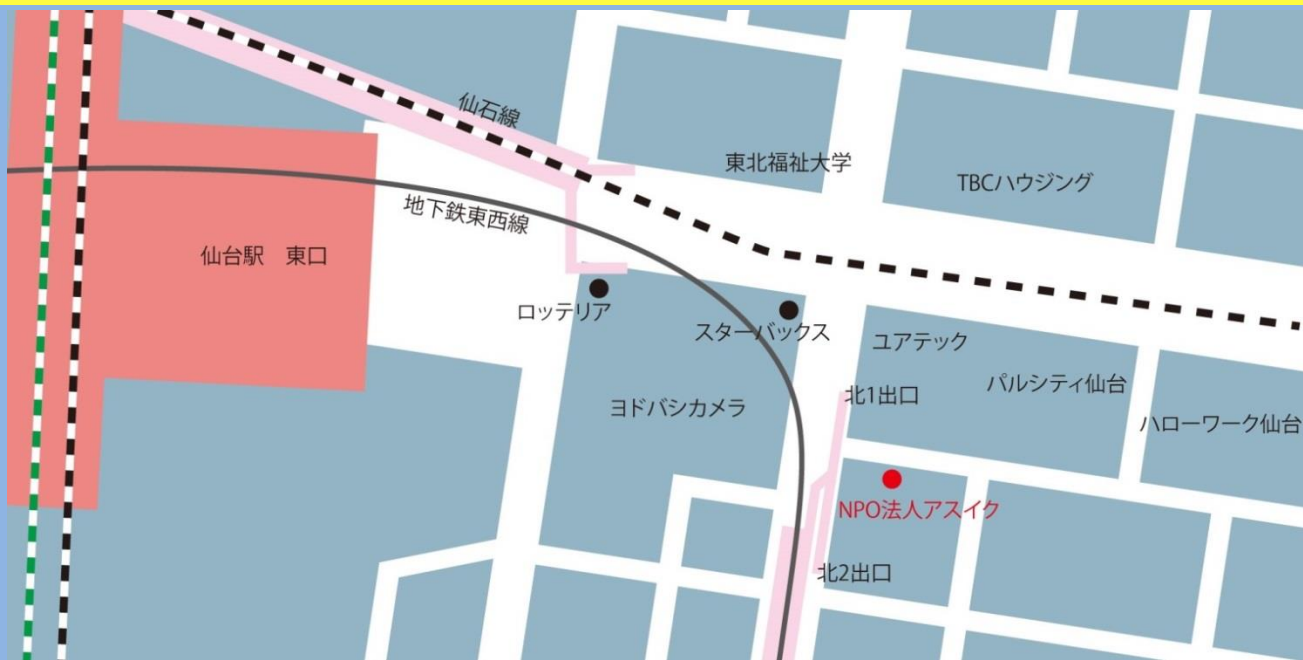 仙石線
東北福祉大学
TBCハウジング
地下鉄東西線
仙台駅 東口
ロッテリア
スターバックス
ユアテック
パルシティ仙台
北1出口
ヨドバシカメラ
ハローワーク仙台
NPO法人アスイク
北2出口